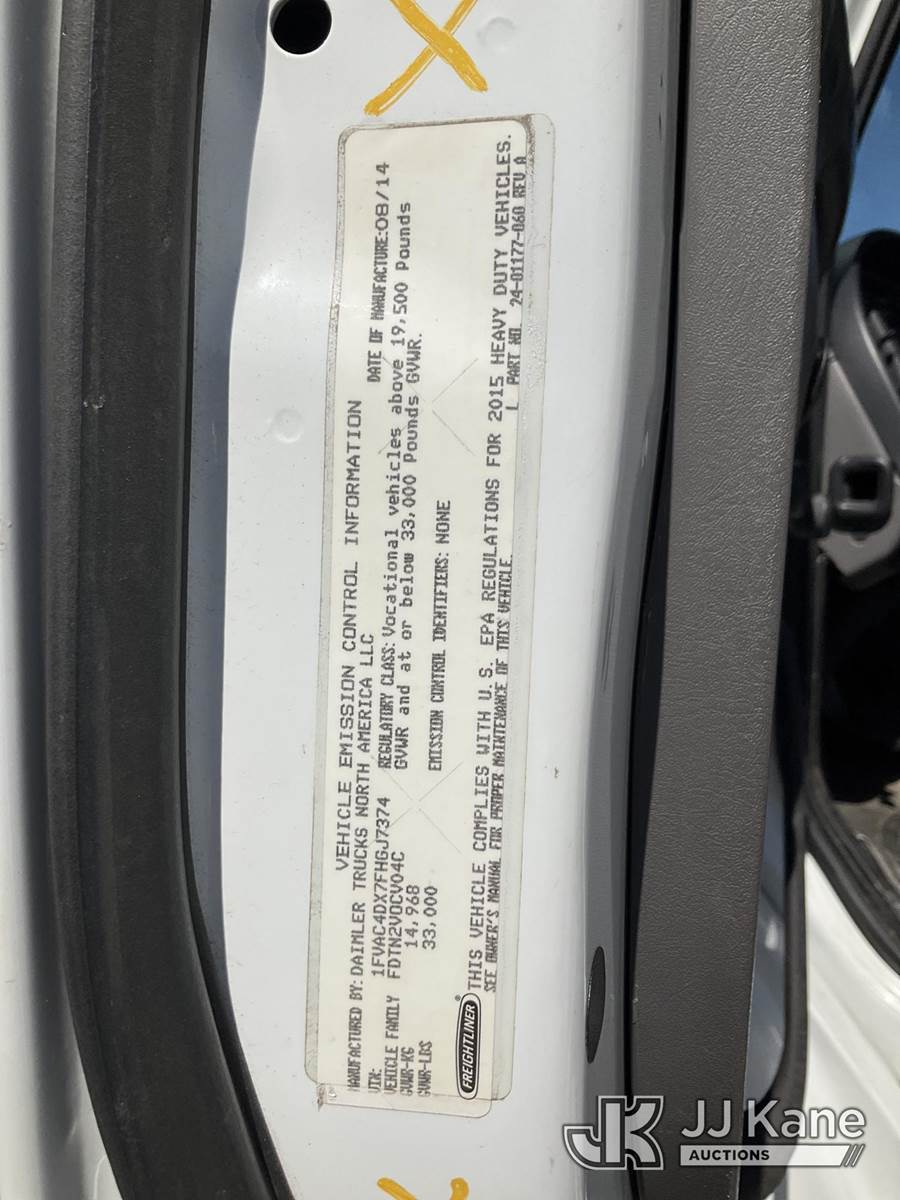 VEHICLE EMISSION CONTROL INFORMATION
MANUFACTURED BY: DAIMLER TRUCKS NORTH AMERICA LLC
DATE OF MANUFACTURE: 08/14
VIN: 1FVAC4DX7FHGJ7374
REGULATORY CLASS: Vocational vehicles above 19,500 Pounds
VEHICLE FAMILY FDTN2VOCV04C
GVWR and at or below 33,000 Pounds GVWR.
GVWR-KG 14,968
GVWR-LBS 33,000
EMISSION CONTROL IDENTIFIERS: NONE
FREIGHTLINER®
THIS VEHICLE COMPLIES WITH U.S. EPA REGULATIONS FOR 2015 HEAVY DUTY VEHICLES.
SEE OWNER'S MANUAL FOR PROPER MAINTENANCE OF THIS VEHICLE.
L PART NO. 24-01177-060 REV A
JK JJ Kane
AUCTIONS